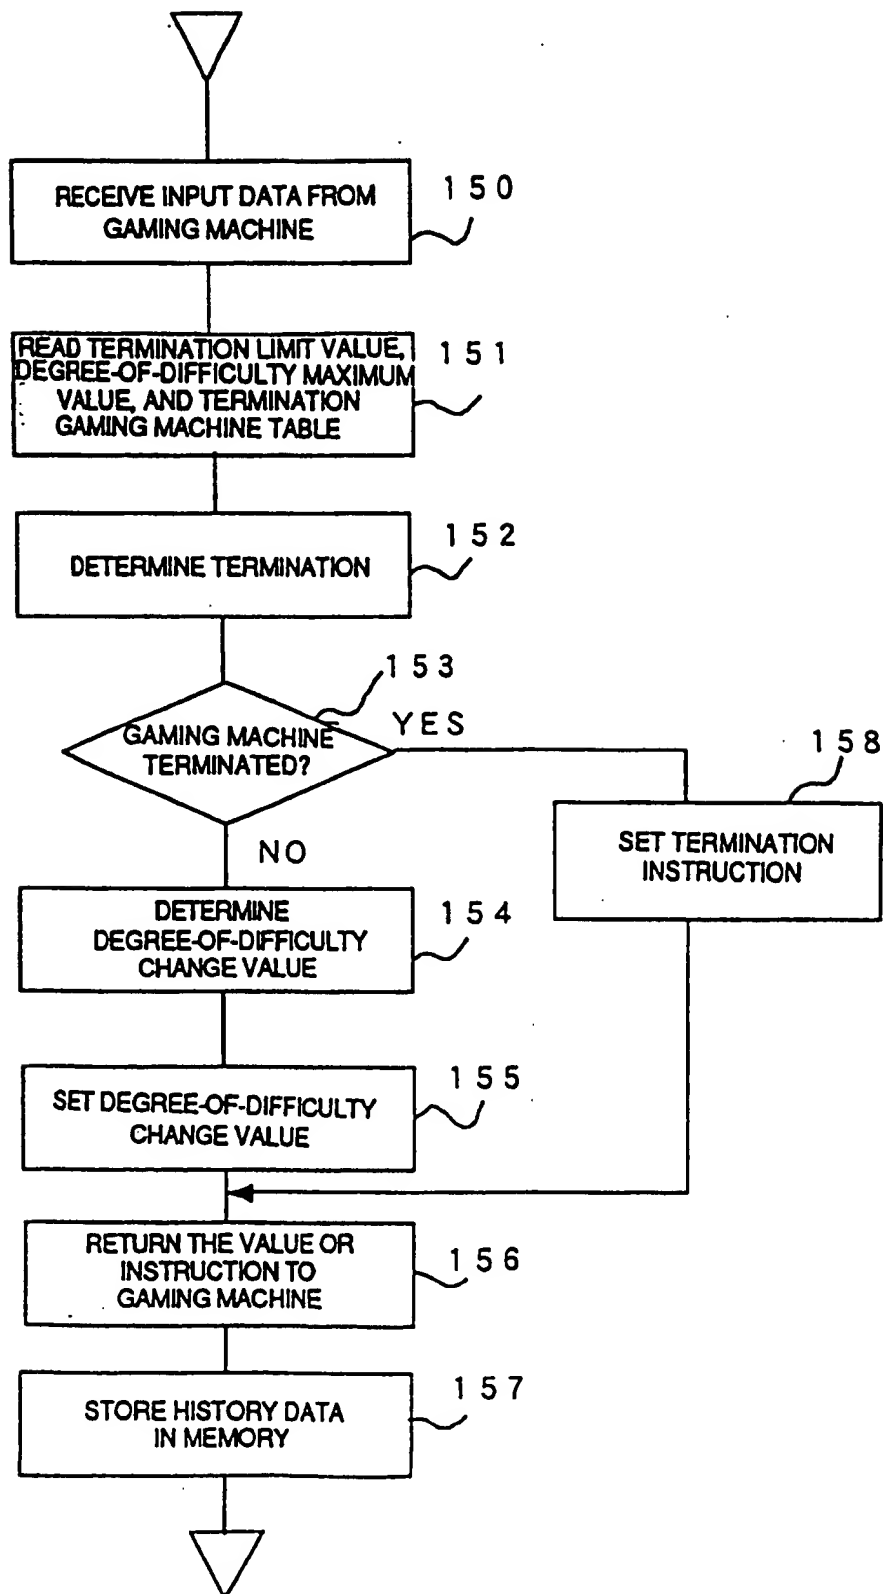 RECEIVE INPUT DATA FROM
GAMING MACHINE
150
READ TERMINATION LIMIT VALUE,
DEGREE-OF-DIFFICULTY MAXIMUM
VALUE, AND TERMINATION
GAMING MACHINE TABLE
151
DETERMINE TERMINATION
152
153
GAMING MACHINE
TERMINATED?
YES
NO
158
SET TERMINATION
INSTRUCTION
DETERMINE
DEGREE-OF-DIFFICULTY
CHANGE VALUE
154
SET DEGREE-OF-DIFFICULTY
CHANGE VALUE
155
RETURN THE VALUE OR
INSTRUCTION TO
GAMING MACHINE
156
STORE HISTORY DATA
IN MEMORY
157